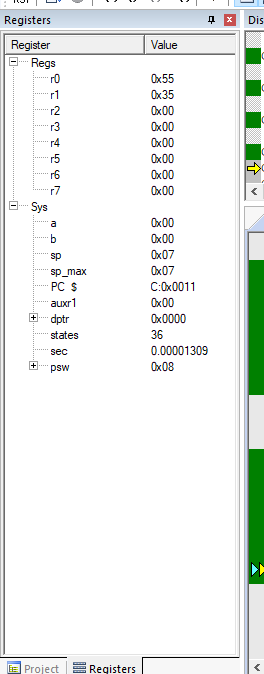 Registers
Dis
Register Value
Regs
r0 0x55
r1 0x35
r2 0x00
r3 0x00
r4 0x00
r5 0x00
r6 0x00
r7 0x00
Sys
a 0x00
b 0x00
sp 0x07
sp_max 0x07
PC $ C:0x0011
auxr1 0x00
dptr 0x0000
states 36
sec 0.00001309
psw 0x08
Project Registers